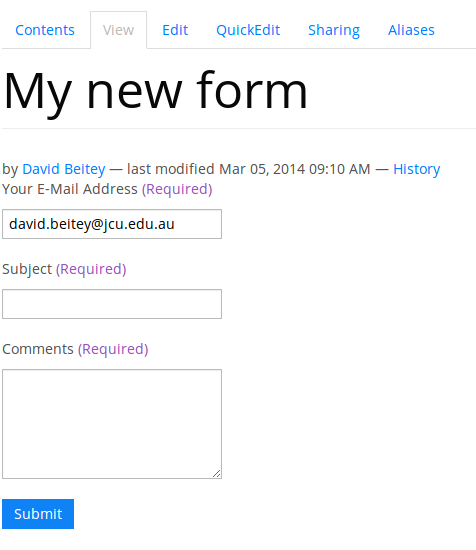 Contents View Edit QuickEdit Sharing Aliases
My new form
by David Beitey — last modified Mar 05, 2014 09:10 AM — History
Your E-Mail Address (Required)
david.beitey@jcu.edu.au
Subject (Required)
Comments (Required)
Submit